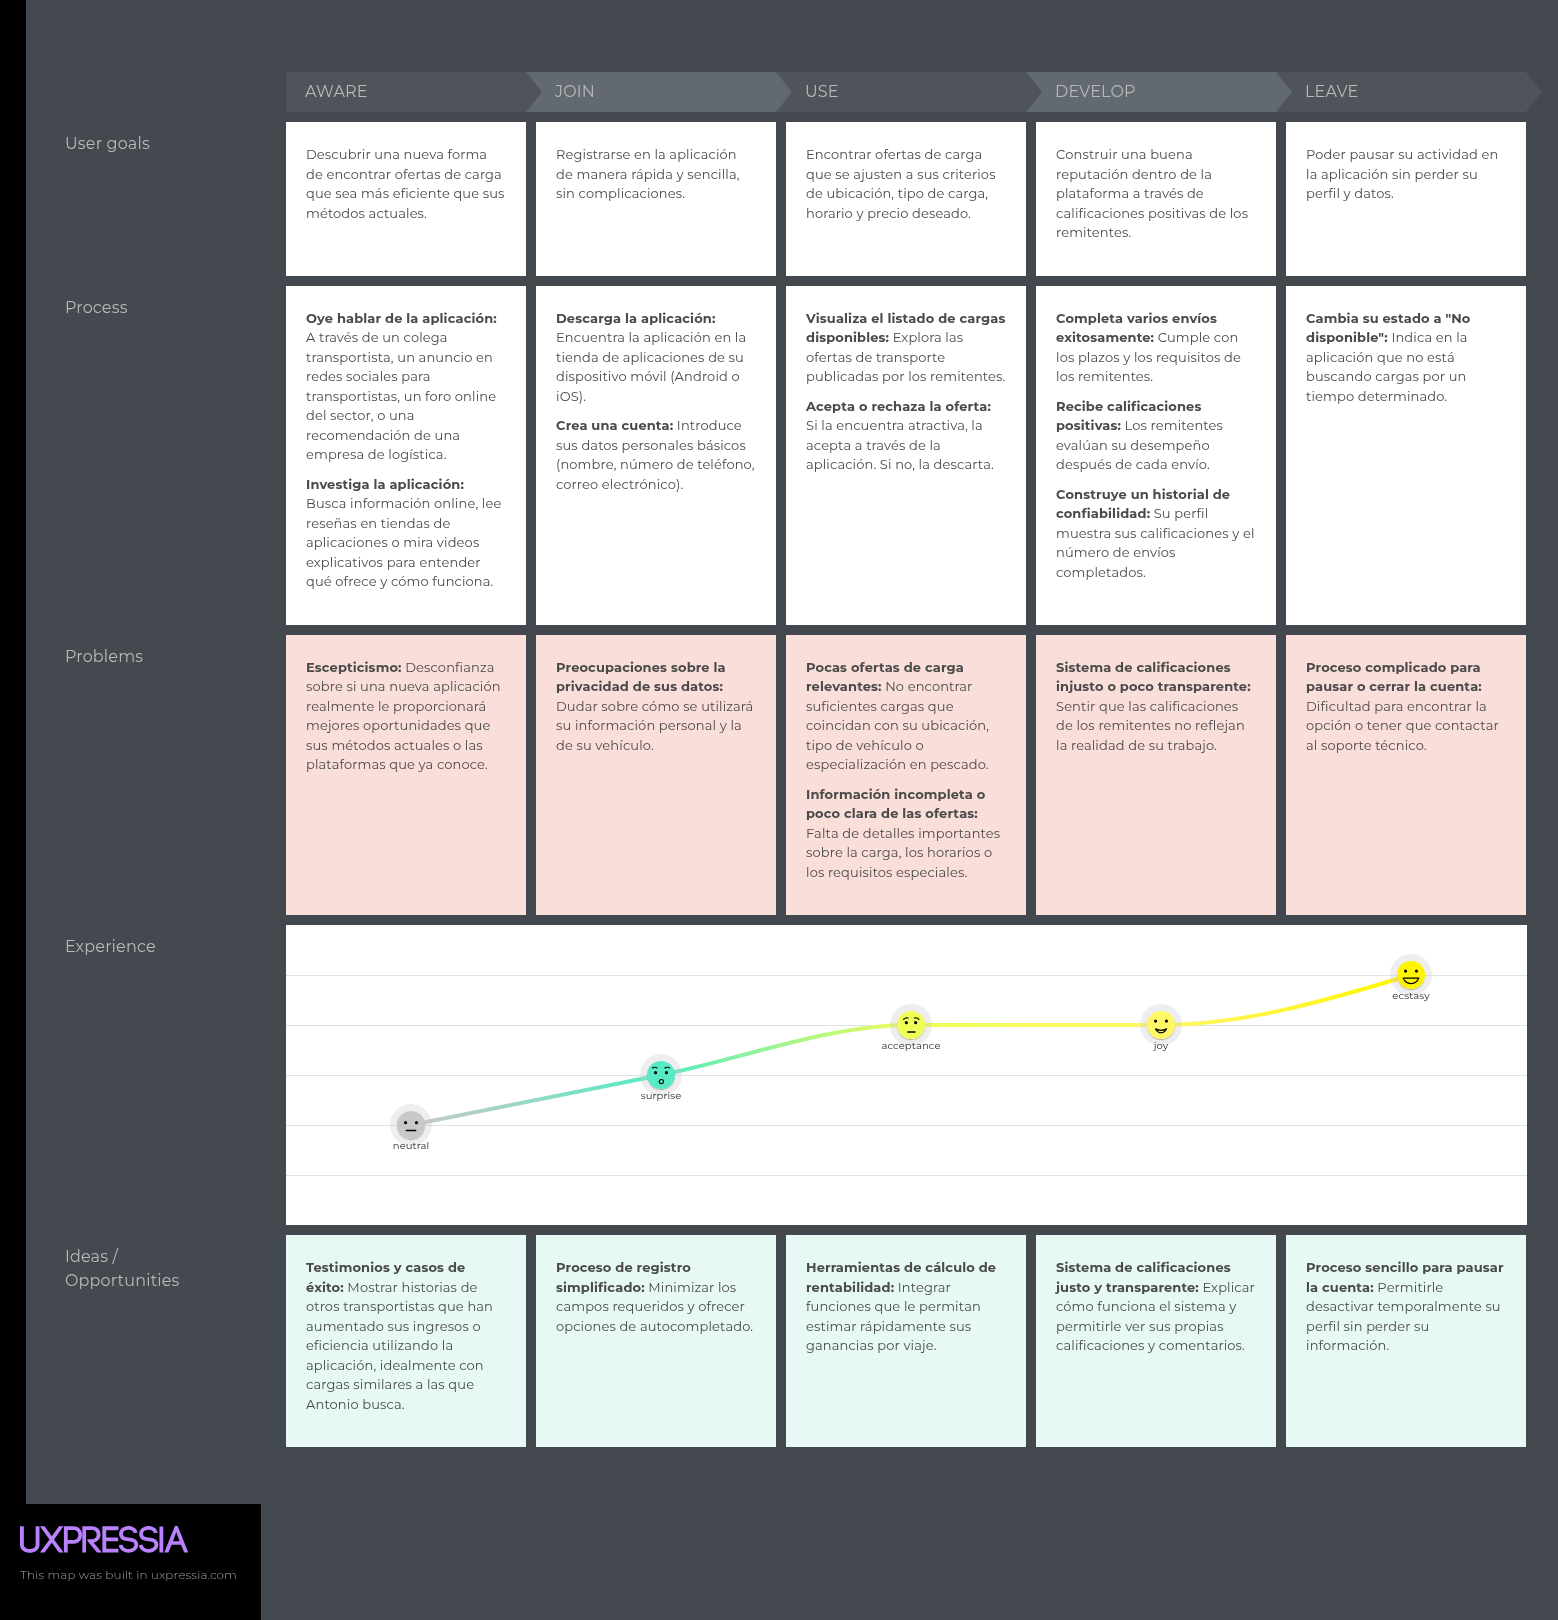 AWARE
JOIN
USE
DEVELOP
LEAVE
User goals
Descubrir una nueva forma
de encontrar ofertas de carga
que sea más eficiente que sus
métodos actuales.
Registrarse en la aplicación
de manera rápida y sencilla,
sin complicaciones.
Encontrar ofertas de carga
que se ajusten a sus criterios
de ubicación, tipo de carga,
horario y precio deseado.
Construir una buena
reputación dentro de la
plataforma a través de
calificaciones positivas de los
remitentes.
Poder pausar su actividad en
la aplicación sin perder su
perfil y datos.
Process
Oye hablar de la aplicación:
A través de un colega
transportista, un anuncio en
redes sociales para
transportistas, un foro online
del sector, o una
recomendación de una
empresa de logística.
Investiga la aplicación:
Busca información online, lee
reseñas en tiendas de
aplicaciones o mira videos
explicativos para entender
qué ofrece y cómo funciona.
Descarga la aplicación:
Encuentra la aplicación en la
tienda de aplicaciones de su
dispositivo móvil (Android o
iOS).
Crea una cuenta: Introduce
sus datos personales básicos
(nombre, número de teléfono,
correo electrónico).
Visualiza el listado de cargas
disponibles: Explora las
ofertas de transporte
publicadas por los remitentes.
Acepta o rechaza la oferta:
Si la encuentra atractiva, la
acepta a través de la
aplicación. Si no, la descarta.
Completa varios envíos
exitosamente: Cumple con
los plazos y los requisitos de
los remitentes.
Recibe calificaciones
positivas: Los remitentes
evalúan su desempeño
después de cada envío.
Construye un historial de
confiabilidad: Su perfil
muestra sus calificaciones y el
número de envíos
completados.
Cambia su estado a "No
disponible": Indica en la
aplicación que no está
buscando cargas por un
tiempo determinado.
Problems
Escepticismo: Desconfianza
sobre si una nueva aplicación
realmente le proporcionará
mejores oportunidades que
sus métodos actuales o las
plataformas que ya conoce.
Preocupaciones sobre la
privacidad de sus datos:
Dudar sobre cómo se utilizará
su información personal y la
de su vehículo.
Pocas ofertas de carga
relevantes: No encontrar
suficientes cargas que
coincidan con su ubicación,
tipo de vehículo o
especialización en pescado.
Información incompleta o
poco clara de las ofertas:
Falta de detalles importantes
sobre la carga, los horarios o
los requisitos especiales.
Sistema de calificaciones
injusto o poco transparente:
Sentir que las calificaciones
de los remitentes no reflejan
la realidad de su trabajo.
Proceso complicado para
pausar o cerrar la cuenta:
Dificultad para encontrar la
opción o tener que contactar
al soporte técnico.
Experience
neutral
surprise
acceptance
joy
ecstasy
Ideas /
Opportunities
Testimonios y casos de
éxito: Mostrar historias de
otros transportistas que han
aumentado sus ingresos o
eficiencia utilizando la
aplicación, idealmente con
cargas similares a las que
Antonio busca.
Proceso de registro
simplificado: Minimizar los
campos requeridos y ofrecer
opciones de autocompletado.
Herramientas de cálculo de
rentabilidad: Integrar
funciones que le permitan
estimar rápidamente sus
ganancias por viaje.
Sistema de calificaciones
justo y transparente: Explicar
cómo funciona el sistema y
permitirle ver sus propias
calificaciones y comentarios.
Proceso sencillo para pausar
la cuenta: Permitirle
desactivar temporalmente su
perfil sin perder su
información.
UXPRESSIA
This map was built in uxpressia.com